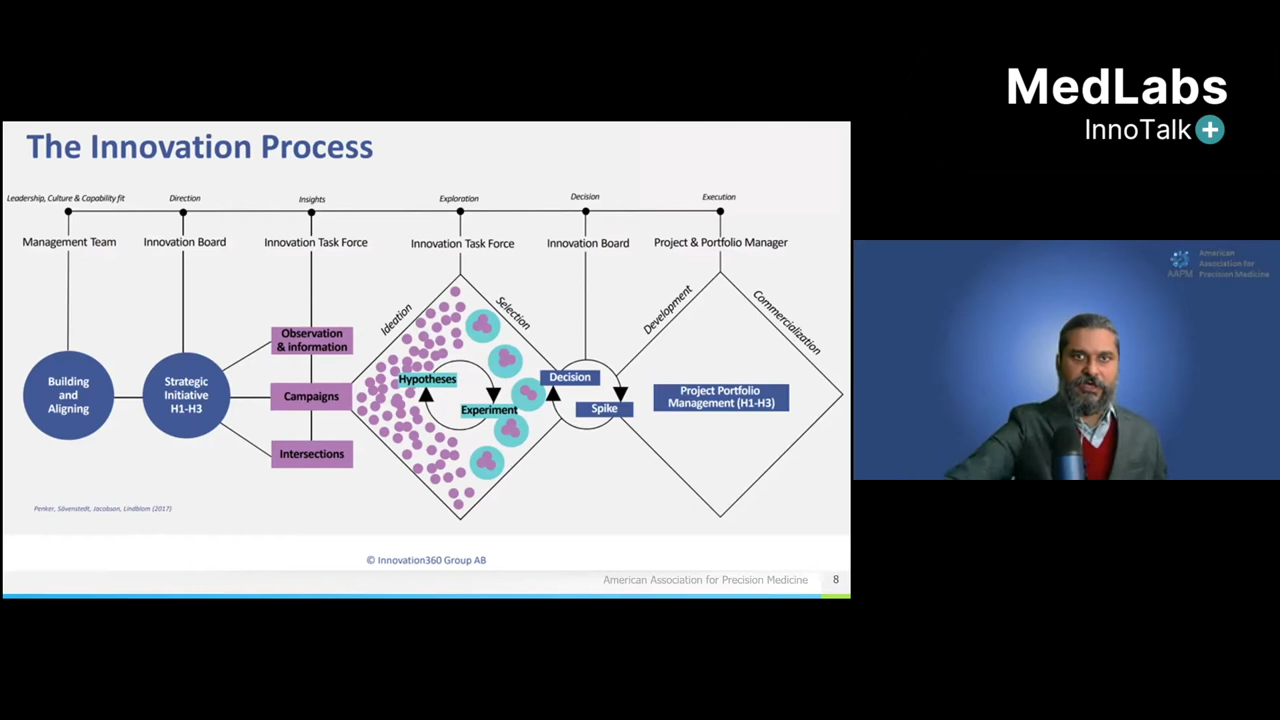 MedLabs
InnoTalk+
The Innovation Process
Leadership, Culture & Capability fit
Direction
Insights
Exploration
Decision
Execution
Management Team
Innovation Board
Innovation Task Force
Innovation Task Force
Innovation Board
Project & Portfolio Manager
Ideation
Selection
Development
Commercialization
Observation
& information
Building
and
Aligning
Strategic
Initiative
H1-H3
Campaigns
Intersections
Hypotheses
Experiment
Decision
Spike
Project Portfolio
Management (H1-H3)
Penker, Sävenstedt, Jacobson, Lindblom (2017)
© Innovation360 Group AB
American Association for Precision Medicine
8
AAPM
American
Association for
Precision Medicine